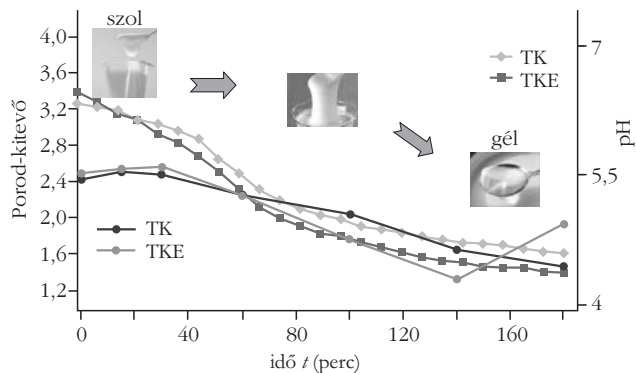 szol
gél
TK
TKE
TK
TKE
Porod-kitevő
4,0
3,6
3,2
2,8
2,4
2,0
1,6
1,2
0
40
80
120
160
idő t (perc)
7
5,5
4
pH